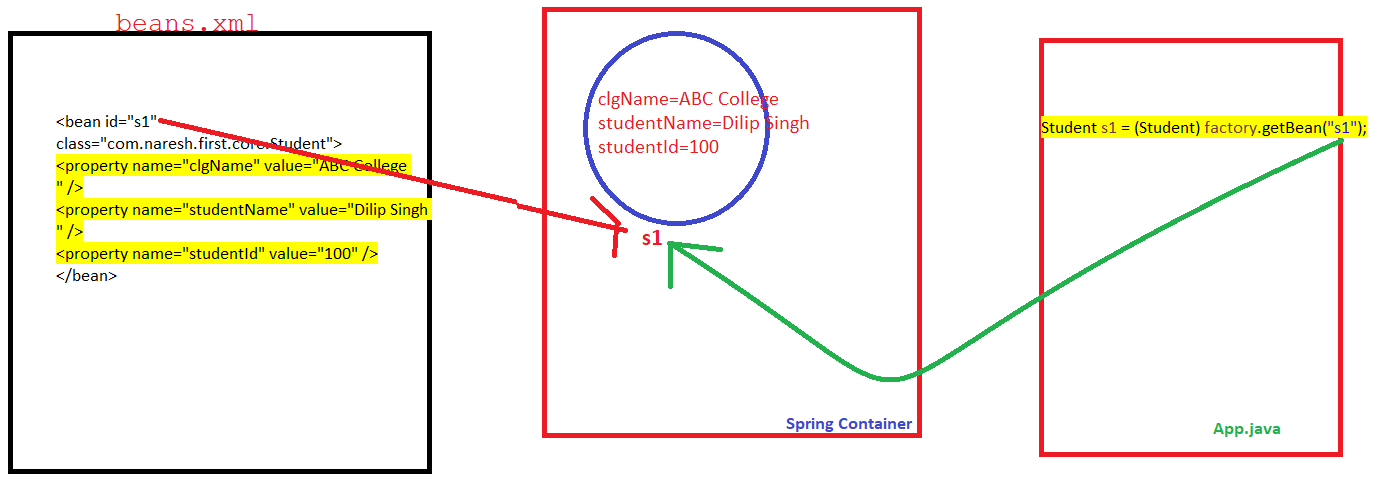 beans.xml
<bean id="s1"
class="com.naresh.first.core.Student">
<property name="clgName" value="ABC College
" />
<property name="studentName" value="Dilip Singh
" />
<property name="studentId" value="100" />
</bean>
clgName=ABC College
studentName=Dilip Singh
studentId=100
s1
Spring Container
Student s1 = (Student) factory.getBean("s1");
App.java